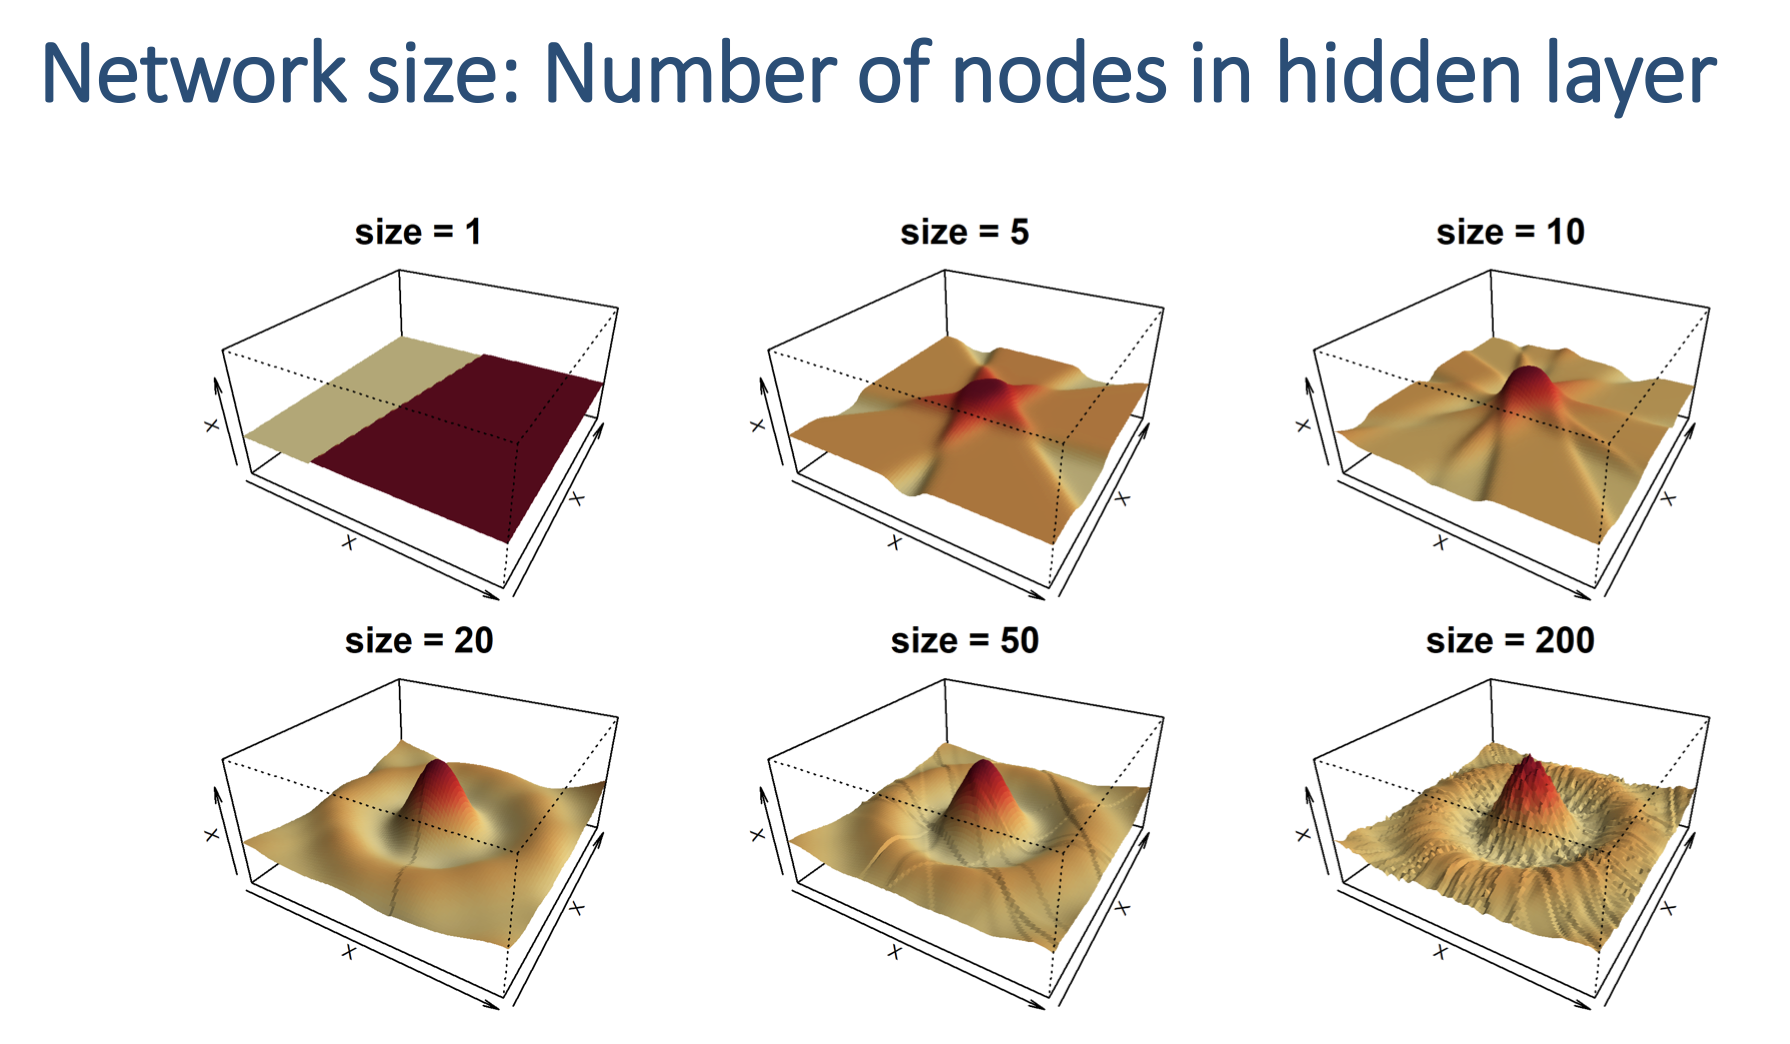 Network size: Number of nodes in hidden layer
size = 1
size = 5
size = 10
X
X
X
X
X
X
X
X
X
size = 20
size = 50
size = 200
X
X
X
X
X
X
X
X
X